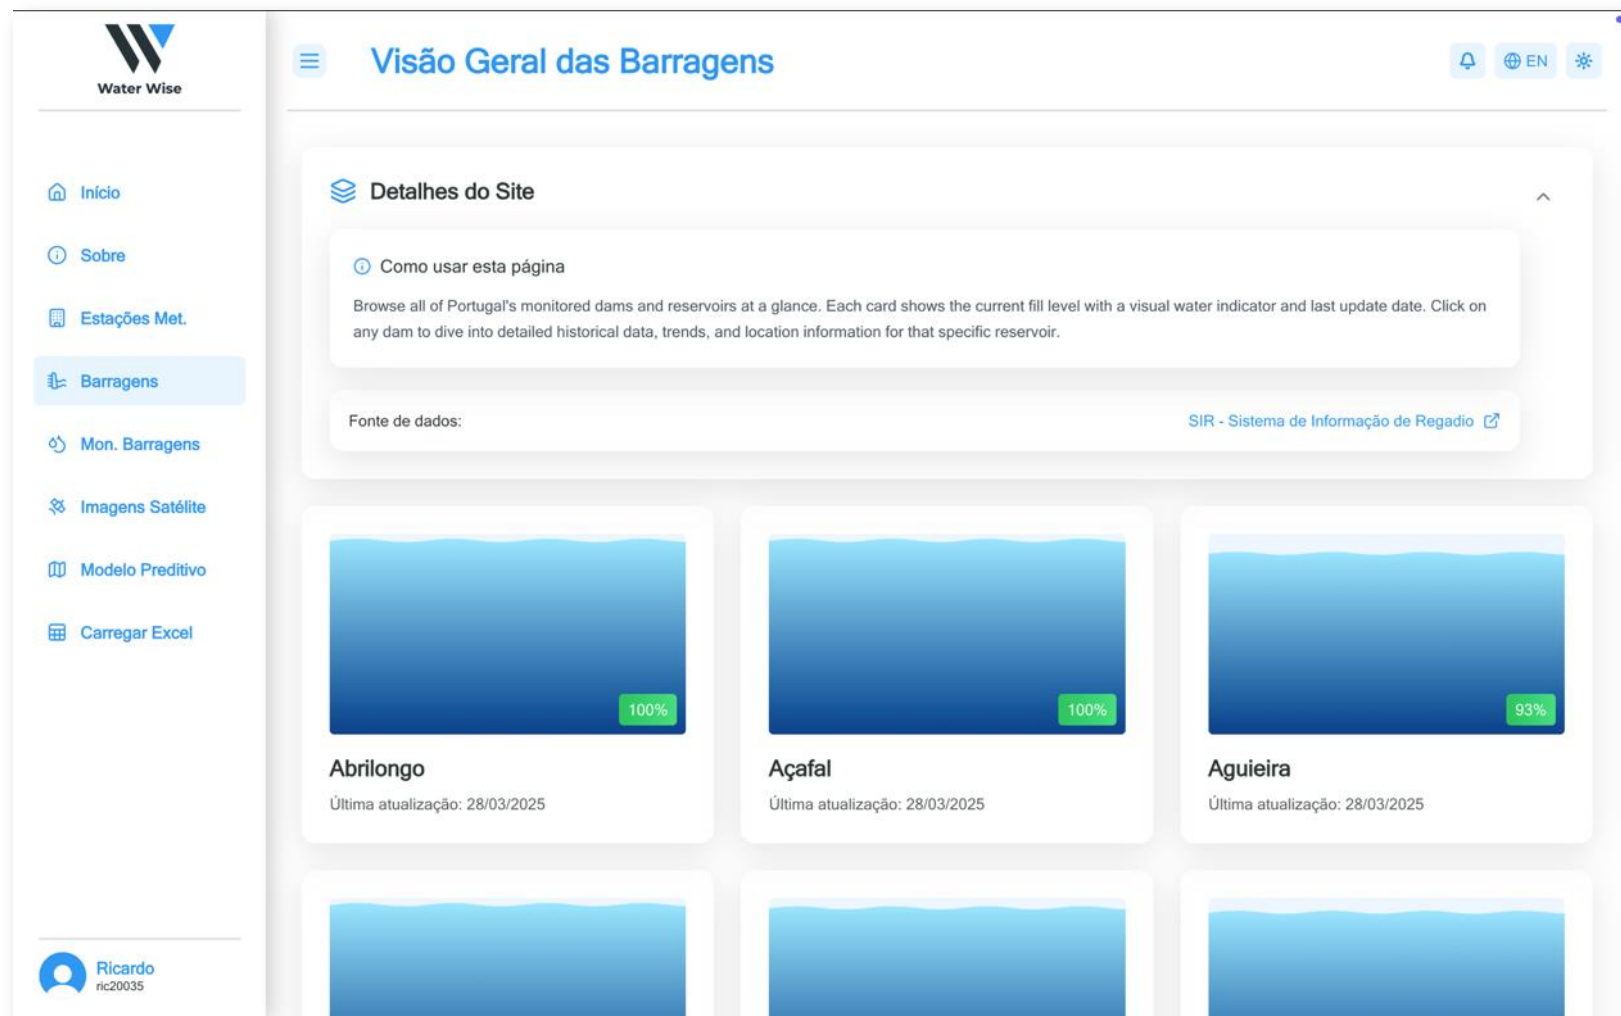 Water Wise
Visão Geral das Barragens
EN
Início
Sobre
Estações Met.
Barragens
Mon. Barragens
Imagens Satélite
Modelo Preditivo
Carregar Excel
Ricardo
ric20035
Detalhes do Site
Como usar esta página
Browse all of Portugal's monitored dams and reservoirs at a glance. Each card shows the current fill level with a visual water indicator and last update date. Click on
any dam to dive into detailed historical data, trends, and location information for that specific reservoir.
Fonte de dados: SIR - Sistema de Informação de Regadio
100%
Abrilongo
Última atualização: 28/03/2025
100%
Açafal
Última atualização: 28/03/2025
93%
Aguieira
Última atualização: 28/03/2025